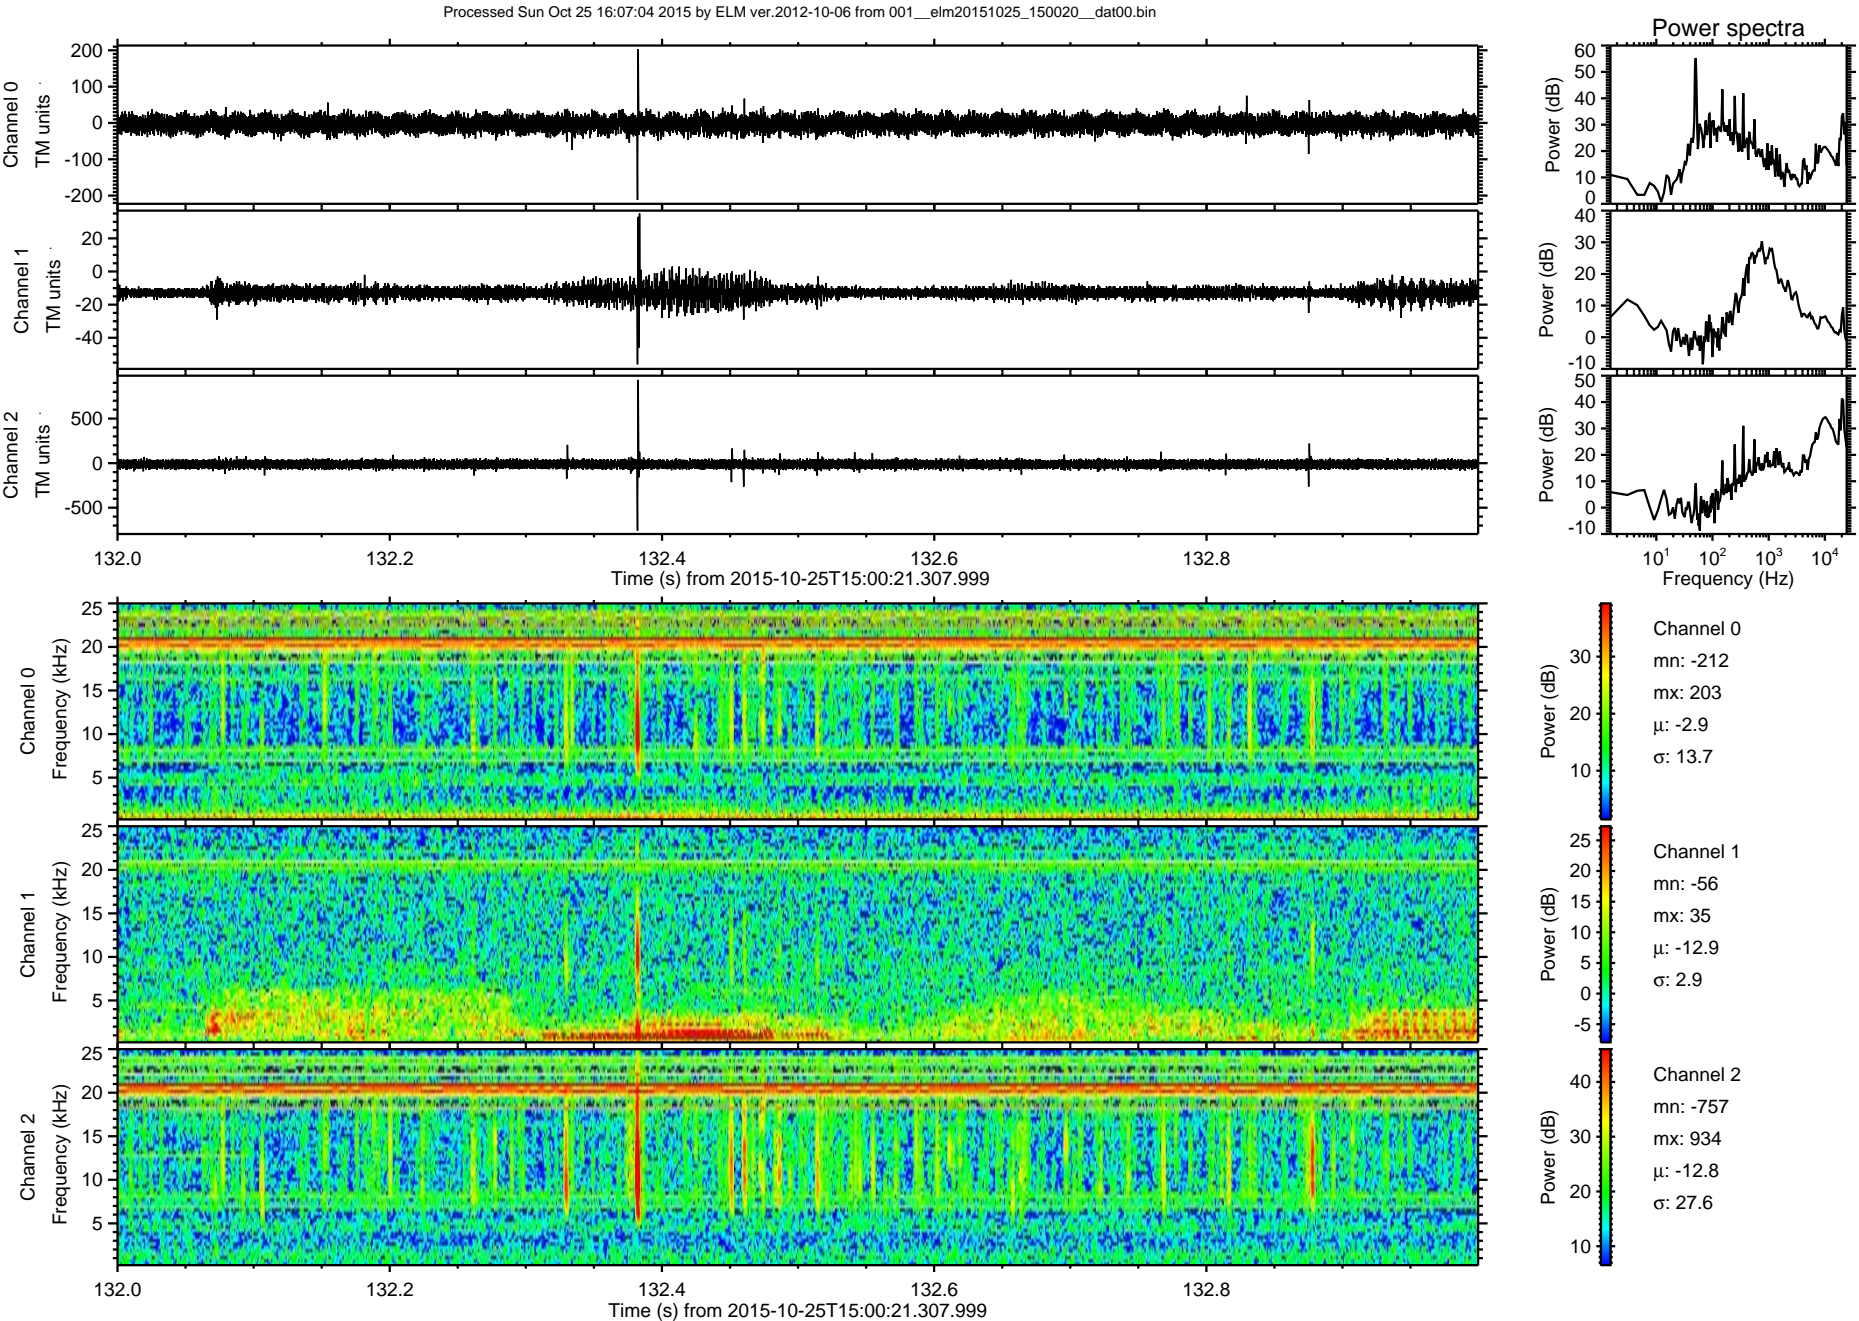 Processed Sun Oct 25 16:07:04 2015 by ELM ver.2012-10-06 from 001__elm20151025_150020__dat00.bin
Power spectra
Channel 0
TM units
200
100
0
-100
-200
Power (dB)
60
50
40
30
20
10
0
Channel 1
TM units
20
0
-20
-40
Power (dB)
40
30
20
10
0
-10
Channel 2
TM units
500
0
-500
Power (dB)
50
40
30
20
10
0
-10
132.0 132.2 132.4 132.6 132.8
Time (s) from 2015-10-25T15:00:21.307.999
10^1 10^2 10^3 10^4
Frequency (Hz)
Channel 0
Frequency (kHz)
25
20
15
10
5
Power (dB)
30
20
10
Channel 0
mn: -212
mx: 203
μ: -2.9
σ: 13.7
Channel 1
Frequency (kHz)
25
20
15
10
5
Power (dB)
25
20
15
10
5
0
-5
Channel 1
mn: -56
mx: 35
μ: -12.9
σ: 2.9
Channel 2
Frequency (kHz)
25
20
15
10
5
Power (dB)
40
30
20
10
Channel 2
mn: -757
mx: 934
μ: -12.8
σ: 27.6
132.0 132.2 132.4 132.6 132.8
Time (s) from 2015-10-25T15:00:21.307.999